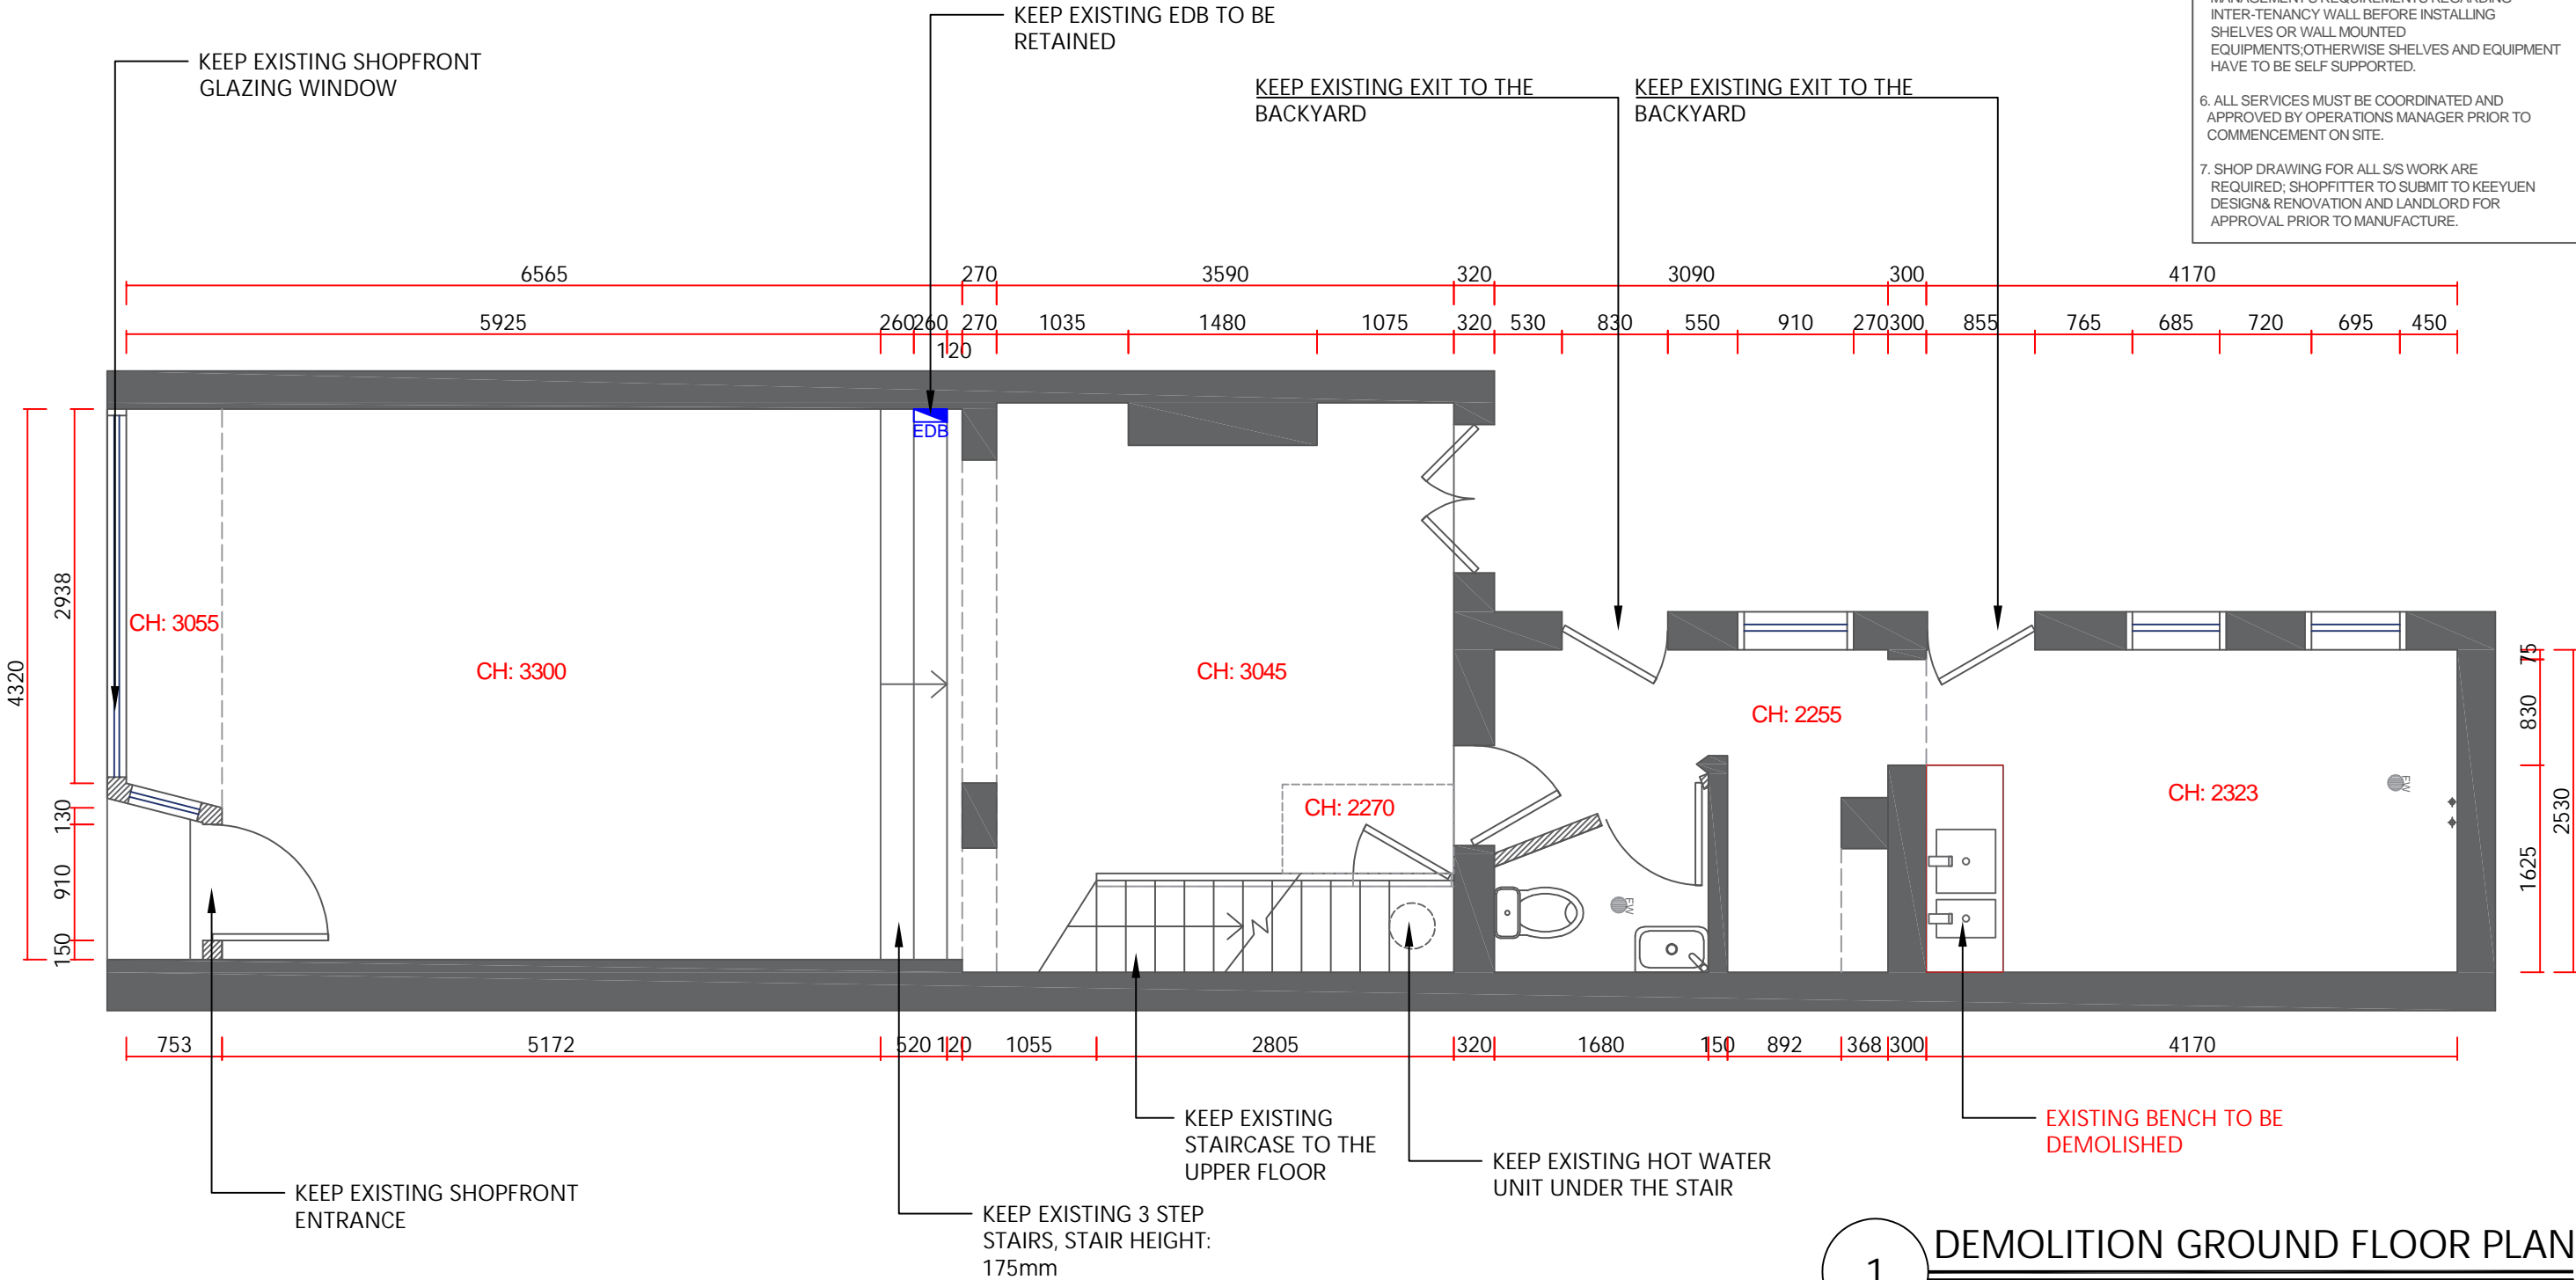 MANAGEMENT'S REQUIREMENTS REGARDING
INTER-TENANCY WALL BEFORE INSTALLING
SHELVES OR WALL MOUNTED
EQUIPMENTS;OTHERWISE SHELVES AND EQUIPMENT
HAVE TO BE SELF SUPPORTED.
6. ALL SERVICES MUST BE COORDINATED AND
APPROVED BY OPERATIONS MANAGER PRIOR TO
COMMENCEMENT ON SITE.
7. SHOP DRAWING FOR ALL S/S WORK ARE
REQUIRED; SHOPFITTER TO SUBMIT TO KEEYUEN
DESIGN& RENOVATION AND LANDLORD FOR
APPROVAL PRIOR TO MANUFACTURE.
KEEP EXISTING EDB TO BE
RETAINED
KEEP EXISTING SHOPFRONT
GLAZING WINDOW
KEEP EXISTING EXIT TO THE
BACKYARD
KEEP EXISTING EXIT TO THE
BACKYARD
6565 270 3590 320 3090 300 4170
5925 260 260 270 1035 1480 1075 320 530 830 550 910 270 300 855 765 685 720 695 450
120
EDB
4320
2938
130
910
150
CH: 3055
CH: 3300
CH: 3045
CH: 2270
CH: 2255
CH: 2323
FW
FW
75
830
1625
2530
753 5172 520 120 1055 2805 320 1680 150 892 368 300 4170
KEEP EXISTING SHOPFRONT
ENTRANCE
KEEP EXISTING 3 STEP
STAIRS, STAIR HEIGHT:
175mm
KEEP EXISTING
STAIRCASE TO THE
UPPER FLOOR
KEEP EXISTING HOT WATER
UNIT UNDER THE STAIR
EXISTING BENCH TO BE
DEMOLISHED
1
DEMOLITION GROUND FLOOR PLAN